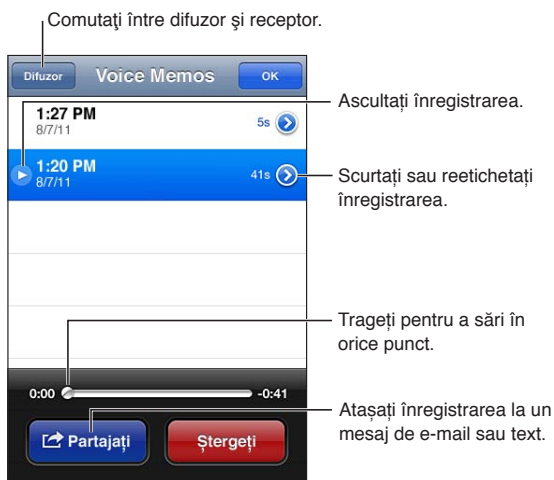 Comutaţi între difuzor şi receptor.
Difuzor
Voice Memos
OK
1:27 PM
8/7/11
5s
Ascultați înregistrarea.
1:20 PM
8/7/11
41s
Scurtați sau reetichetați
înregistrarea.
Trageți pentru a sări în
orice punct.
0:00
-0:41
Partajați
Ștergeți
Atașați înregistrarea la un
mesaj de e-mail sau text.